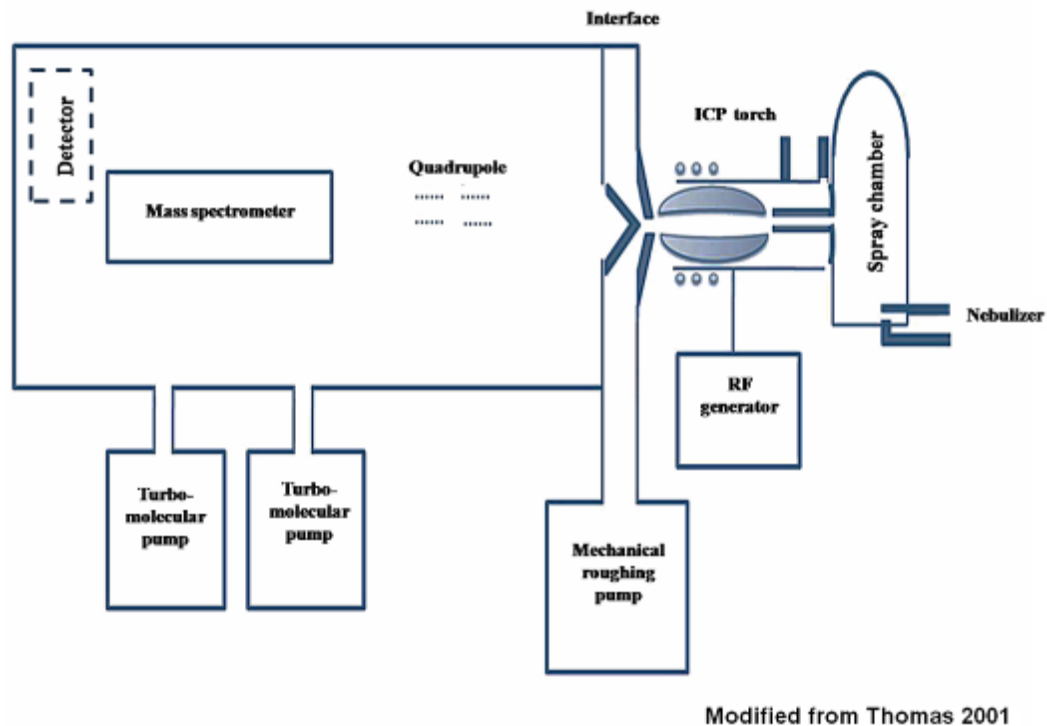 Interface
ICP torch
Detector
Spray chamber
Quadrupole
Mass spectrometer
Nebulizer
RF
generator
Turbo-
molecular
pump
Turbo-
molecular
pump
Mechanical
roughing
pump
Modified from Thomas 2001